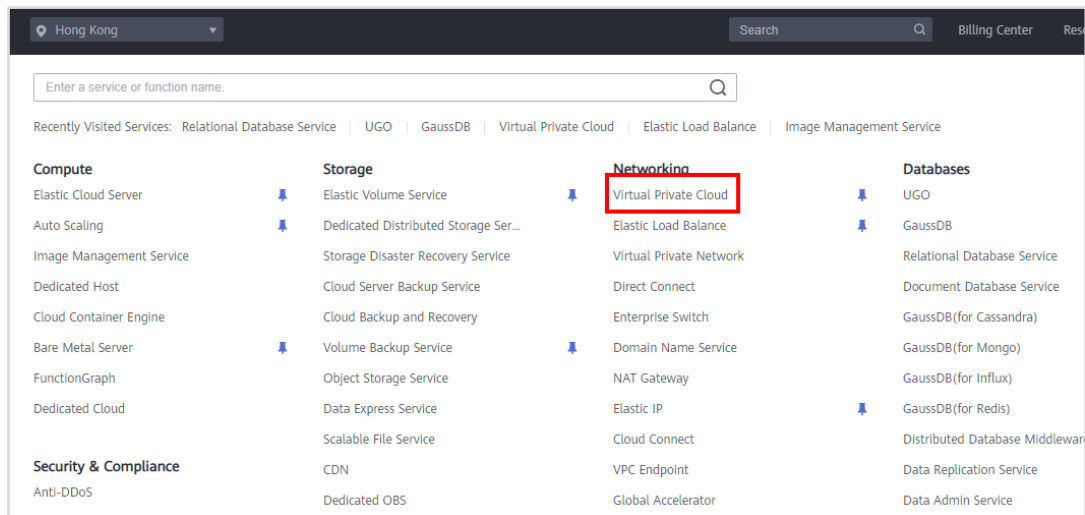 Hong Kong
Search
Billing Center
Enter a service or function name.
Recently Visited Services: Relational Database Service | UGO | GaussDB | Virtual Private Cloud | Elastic Load Balance | Image Management Service
Compute
Elastic Cloud Server
Auto Scaling
Image Management Service
Dedicated Host
Cloud Container Engine
Bare Metal Server
FunctionGraph
Dedicated Cloud
Security & Compliance
Anti-DDoS
Storage
Elastic Volume Service
Dedicated Distributed Storage Ser...
Storage Disaster Recovery Service
Cloud Server Backup Service
Cloud Backup and Recovery
Volume Backup Service
Object Storage Service
Data Express Service
Scalable File Service
CDN
Dedicated OBS
Networking
Virtual Private Cloud
Elastic Load Balance
Virtual Private Network
Direct Connect
Enterprise Switch
Domain Name Service
NAT Gateway
Elastic IP
Cloud Connect
VPC Endpoint
Global Accelerator
Databases
UGO
GaussDB
Relational Database Service
Document Database Service
GaussDB(for Cassandra)
GaussDB(for Mongo)
GaussDB(for Influx)
GaussDB(for Redis)
Distributed Database Middlewar
Data Replication Service
Data Admin Service